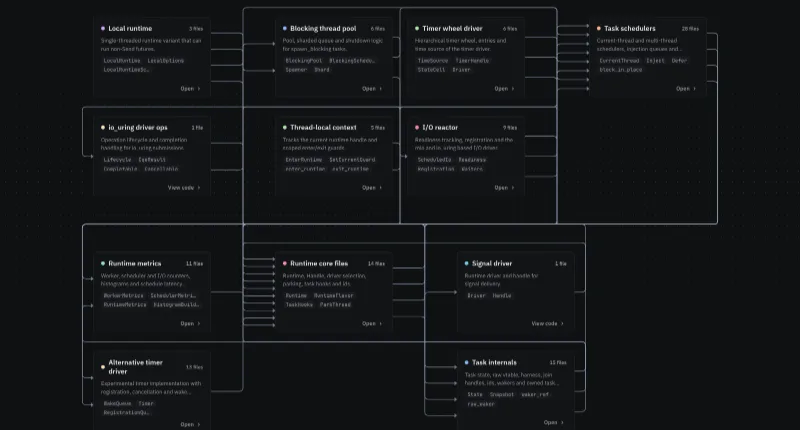 Local runtime 3 files
Single-threaded runtime variant that can
run non-Send futures.
LocalRuntime LocalOptions
LocalRuntimeSc…
Open ›
Blocking thread pool 6 files
Pool, sharded queue and shutdown logic
for spawn_blocking tasks.
BlockingPool BlockingSchedu…
Spawner Shard
Open ›
Timer wheel driver 6 files
Hierarchical timer wheel, entries and
time source of the timer driver.
TimeSource TimerHandle
StateCell Driver
Open ›
Task schedulers 28 files
Current-thread and multi-thread
schedulers, injection queues and…
CurrentThread Inject Defer
block_in_place
Open ›
io_uring driver ops 1 file
Operation lifecycle and completion
handling for io_uring submissions.
Lifecycle CqeResult
Completable Cancellable
View code ›
Thread-local context 5 files
Tracks the current runtime handle and
scoped enter/exit guards.
EnterRuntime SetCurrentGuard
enter_runtime exit_runtime
Open ›
I/O reactor 9 files
Readiness tracking, registration and the
mio and io_uring based I/O driver.
ScheduledIo Readiness
Registration Waiters
Open ›
Runtime metrics 11 files
Worker, scheduler and I/O counters,
histograms and schedule latency.
WorkerMetrics SchedulerMetri…
RuntimeMetrics HistogramBuild…
Open ›
Runtime core files 14 files
Runtime, Handle, driver selection,
parking, task hooks and ids.
Runtime RuntimeFlavor
TaskHooks ParkThread
Open ›
Signal driver 1 file
Runtime driver and handle for
signal delivery.
Driver Handle
View code ›
Alternative timer
driver 13 files
Experimental timer implementation with
registration, cancellation and wake…
WakeQueue Timer
RegistrationQu…
Open ›
Task internals 15 files
Task state, raw vtable, harness, join
handles, ids, wakers and owned task…
State Snapshot waker_ref
raw_waker
Open ›